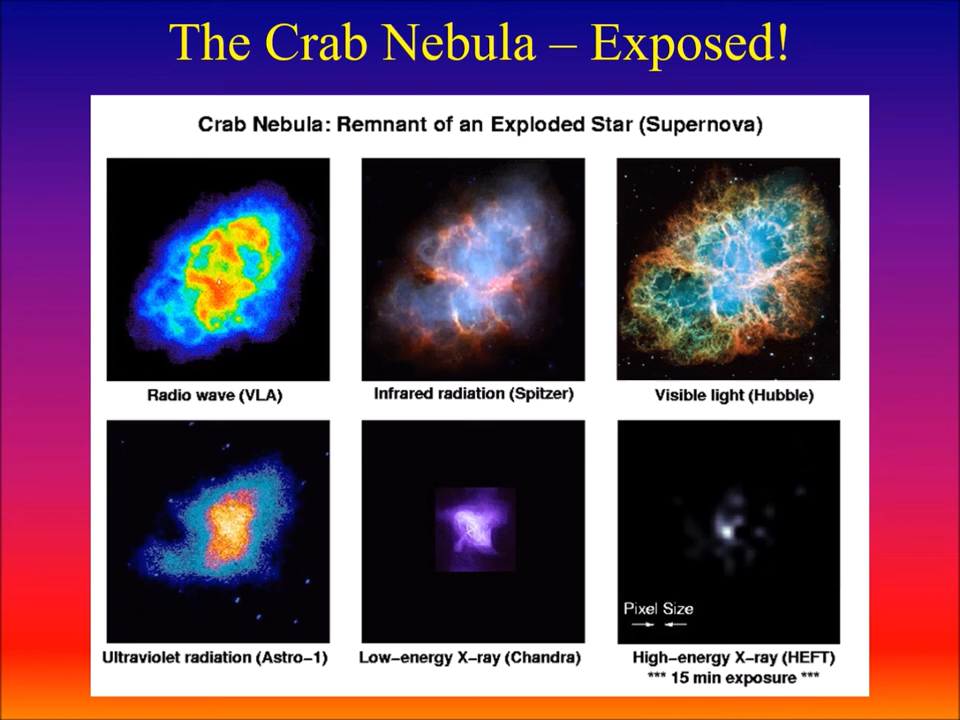 The Crab Nebula – Exposed!
Crab Nebula: Remnant of an Exploded Star (Supernova)
Radio wave (VLA)
Infrared radiation (Spitzer)
Visible light (Hubble)
Pixel Size
Ultraviolet radiation (Astro−1)
Low−energy X−ray (Chandra)
High−energy X−ray (HEFT)
*** 15 min exposure ***